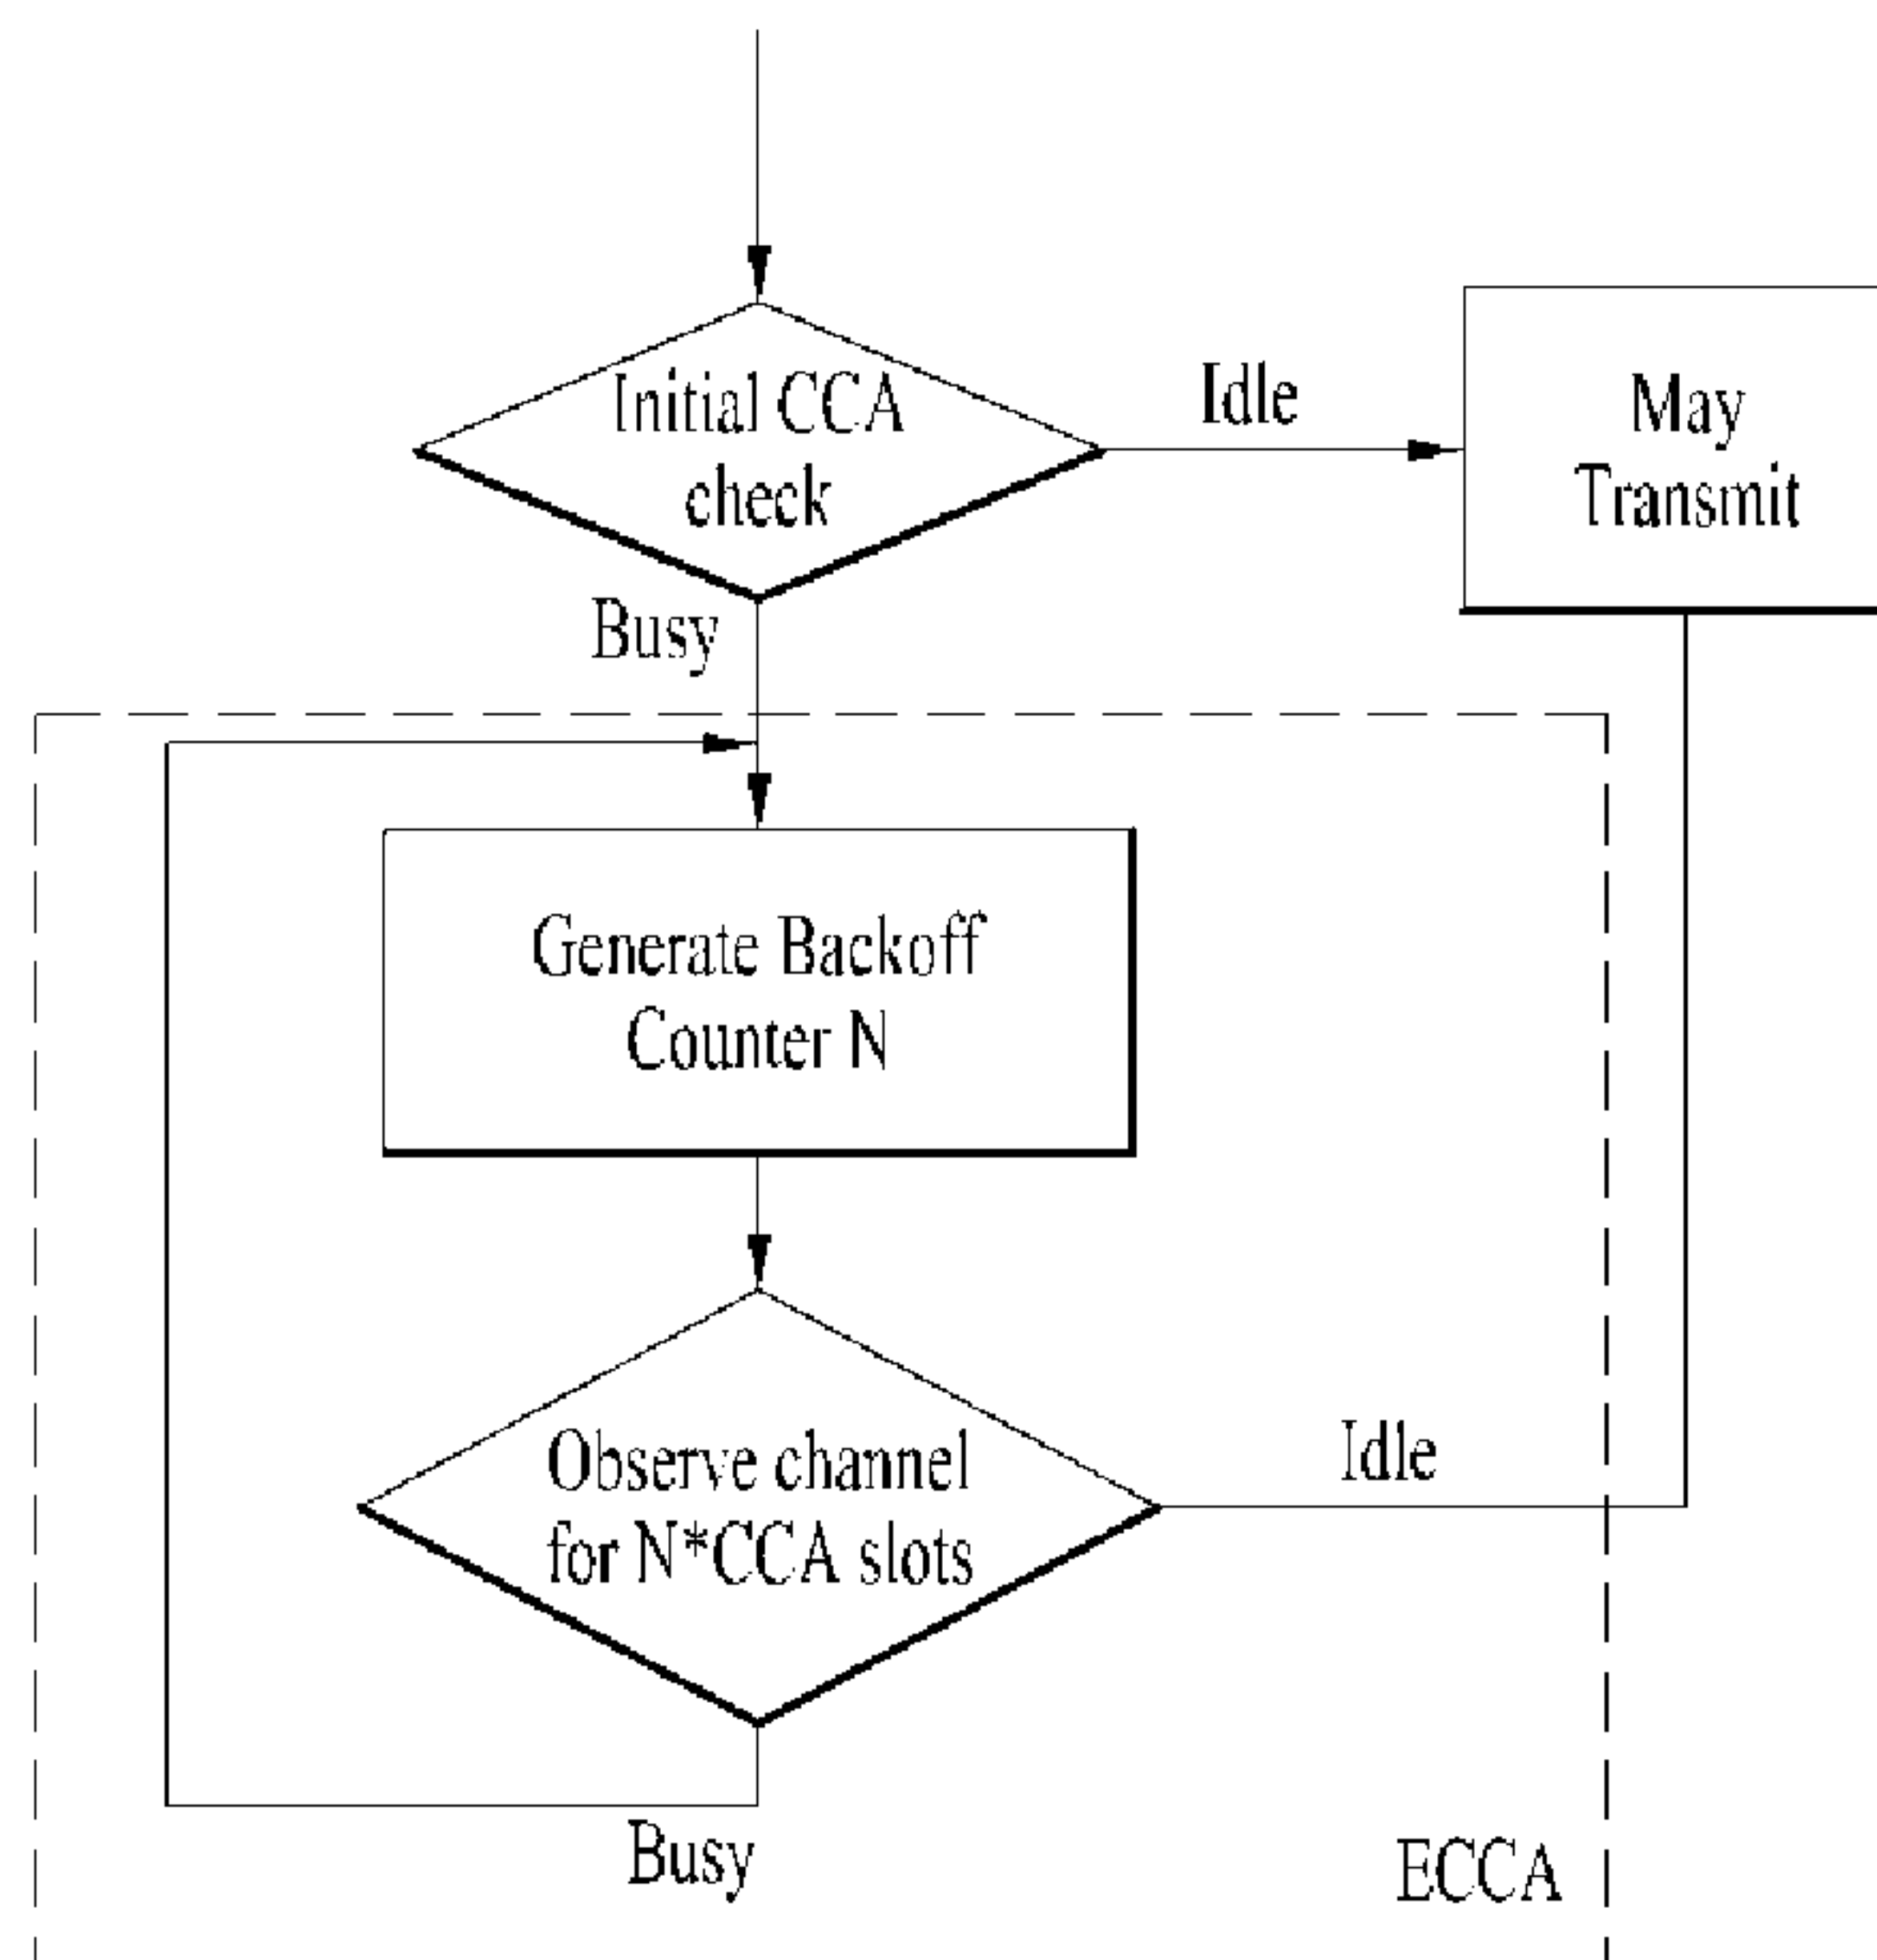 Initial CCA
check
Idle
May
Transmit
Busy
Generate Backoff
Counter N
Observe channel
for N*CCA slots
Idle
Busy
ECCA